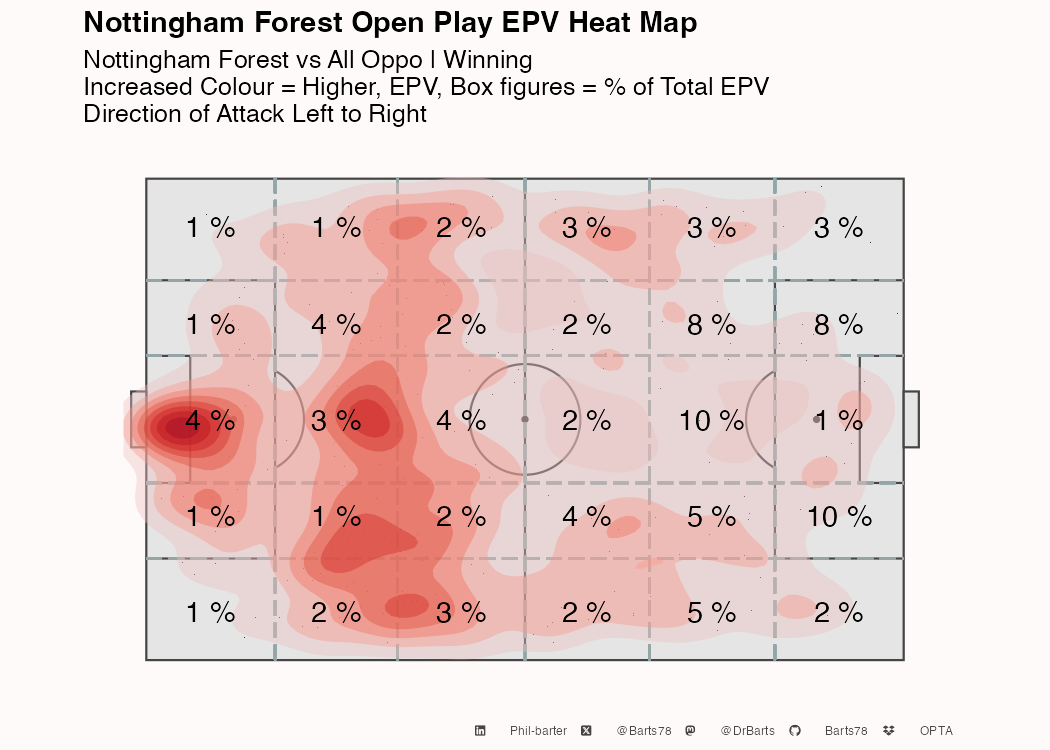 Nottingham Forest Open Play EPV Heat Map
Nottingham Forest vs All Oppo | Winning
Increased Colour = Higher, EPV, Box figures = % of Total EPV
Direction of Attack Left to Right
1 % 1 % 2 % 3 % 3 % 3 %
1 % 4 % 2 % 2 % 8 % 8 %
4 % 3 % 4 % 2 % 10 % 1 %
1 % 1 % 2 % 4 % 5 % 10 %
1 % 2 % 3 % 2 % 5 % 2 %
Phil-barter @Barts78 @DrBarts Barts78 OPTA